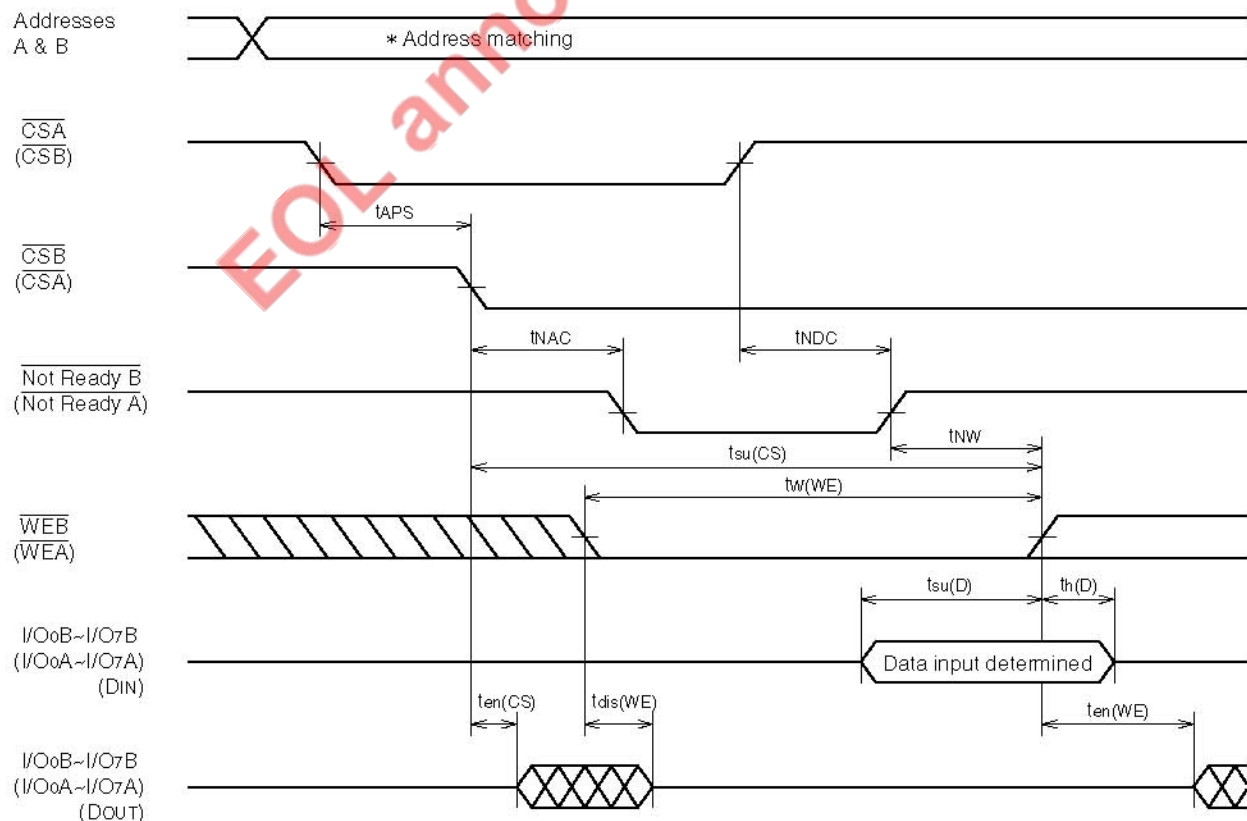 Addresses
A & B
* Address matching
CSA
(CSB)
tAPS
CSB
(CSA)
tNAC
tNDC
Not Ready B
(Not Ready A)
tNW
tsu(CS)
tW(WE)
WEB
(WEA)
tsu(D)
th(D)
I/O0B~I/O7B
(I/O0A~I/O7A)
(DIN)
Data input determined
ten(CS)
tdis(WE)
ten(WE)
I/O0B~I/O7B
(I/O0A~I/O7A)
(DOUT)
EOL